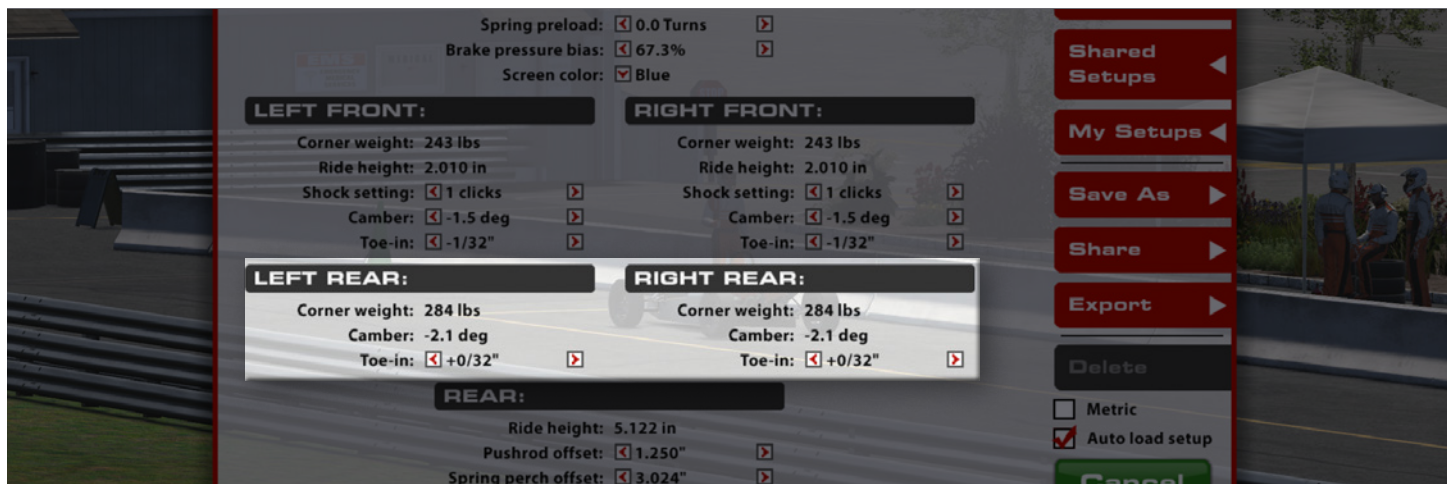 Spring preload: 0.0 Turns
Brake pressure bias: 67.3%
Screen color: Blue
LEFT FRONT:
Corner weight: 243 lbs
Ride height: 2.010 in
Shock setting: 1 clicks
Camber: -1.5 deg
Toe-in: -1/32"
RIGHT FRONT:
Corner weight: 243 lbs
Ride height: 2.010 in
Shock setting: 1 clicks
Camber: -1.5 deg
Toe-in: -1/32"
LEFT REAR:
Corner weight: 284 lbs
Camber: -2.1 deg
Toe-in: +0/32"
RIGHT REAR:
Corner weight: 284 lbs
Camber: -2.1 deg
Toe-in: +0/32"
REAR:
Ride height: 5.122 in
Pushrod offset: 1.250"
Spring perch offset: 3.024"
Shared
Setups
My Setups
Save As
Share
Export
Delete
Metric
Auto load setup
Cancel